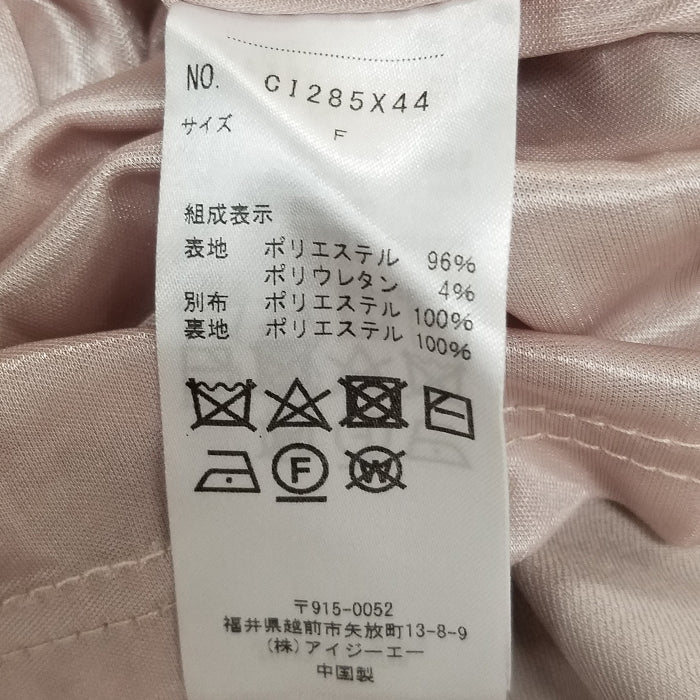 NO. CI285X44
サイズ F
組成表示
表地 ポリエステル 96%
ポリウレタン 4%
別布 ポリエステル 100%
裏地 ポリエステル 100%
F W
〒915-0052
福井県越前市矢放町13-8-9
(株)アイジーエー
中国製